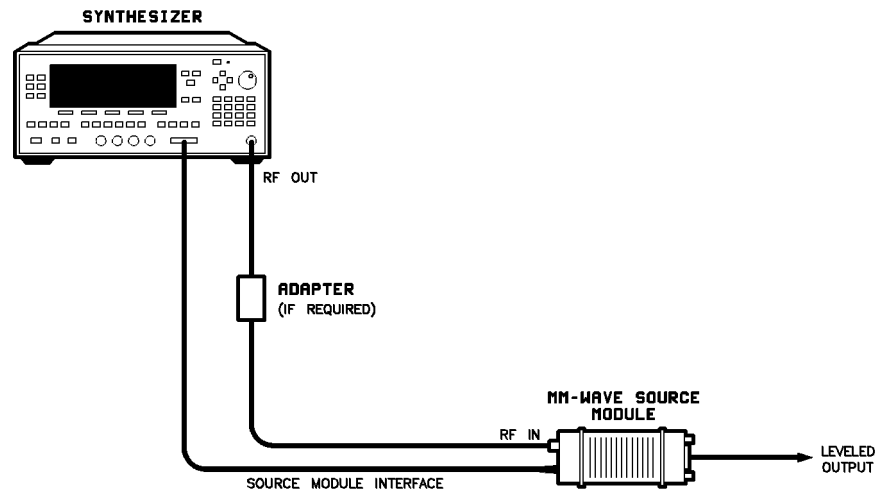 SYNTHESIZER
RF OUT
ADAPTER
(IF REQUIRED)
MM-WAVE SOURCE
MODULE
RF IN
LEVELED
OUTPUT
SOURCE MODULE INTERFACE